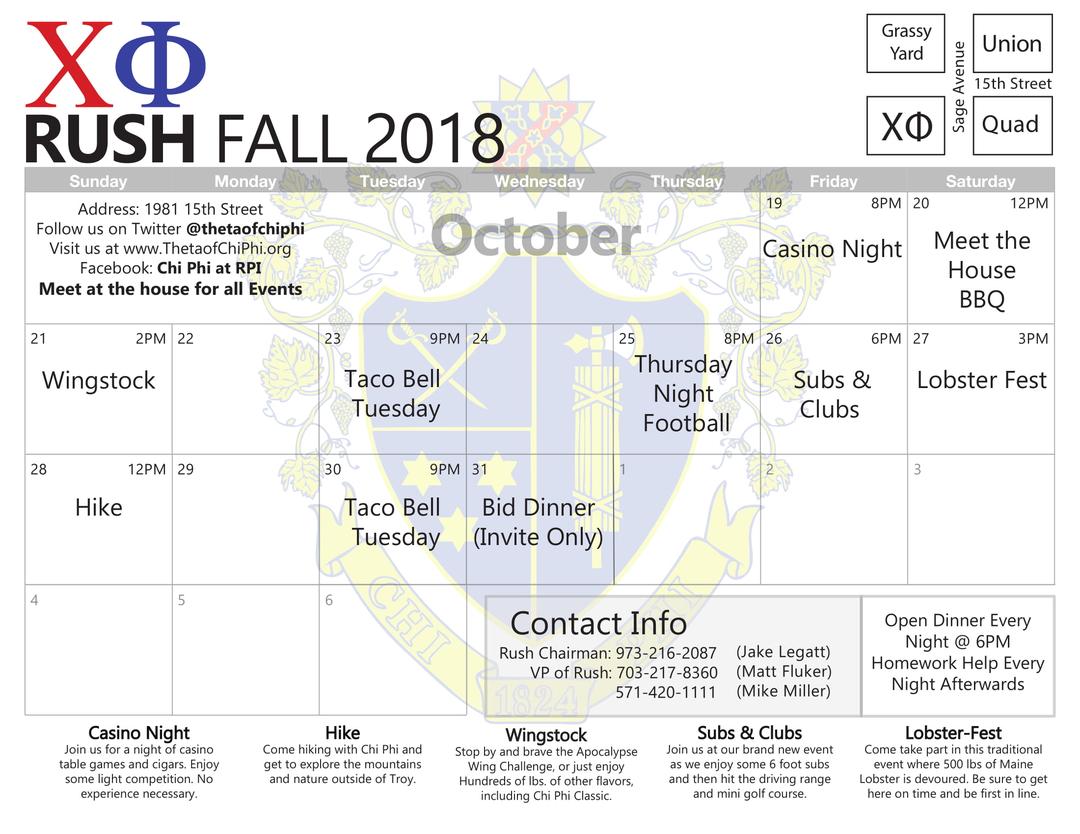 ΧΦ
RUSH FALL 2018
Grassy
Yard
Sage Avenue
Union
15th Street
ΧΦ
Quad
Sunday Monday Tuesday Wednesday Thursday Friday Saturday
October
Address: 1981 15th Street
Follow us on Twitter @thetaofchiphi
Visit us at www.ThetaofChiPhi.org
Facebook: Chi Phi at RPI
Meet at the house for all Events
19 8PM
Casino Night
20 12PM
Meet the
House
BBQ
21 2PM
Wingstock
22
23 9PM
Taco Bell
Tuesday
24
25 8PM
Thursday
Night
Football
26 6PM
Subs &
Clubs
27 3PM
Lobster Fest
28 12PM
Hike
29
30 9PM
Taco Bell
Tuesday
31
Bid Dinner
(Invite Only)
1
2
3
4
5
6
CHI
1824
PHI
Contact Info
Rush Chairman: 973-216-2087 (Jake Legatt)
VP of Rush: 703-217-8360 (Matt Fluker)
571-420-1111 (Mike Miller)
Open Dinner Every
Night @ 6PM
Homework Help Every
Night Afterwards
Casino Night
Join us for a night of casino
table games and cigars. Enjoy
some light competition. No
experience necessary.
Hike
Come hiking with Chi Phi and
get to explore the mountains
and nature outside of Troy.
Wingstock
Stop by and brave the Apocalypse
Wing Challenge, or just enjoy
Hundreds of lbs. of other flavors,
including Chi Phi Classic.
Subs & Clubs
Join us at our brand new event
as we enjoy some 6 foot subs
and then hit the driving range
and mini golf course.
Lobster-Fest
Come take part in this traditional
event where 500 lbs of Maine
Lobster is devoured. Be sure to get
here on time and be first in line.